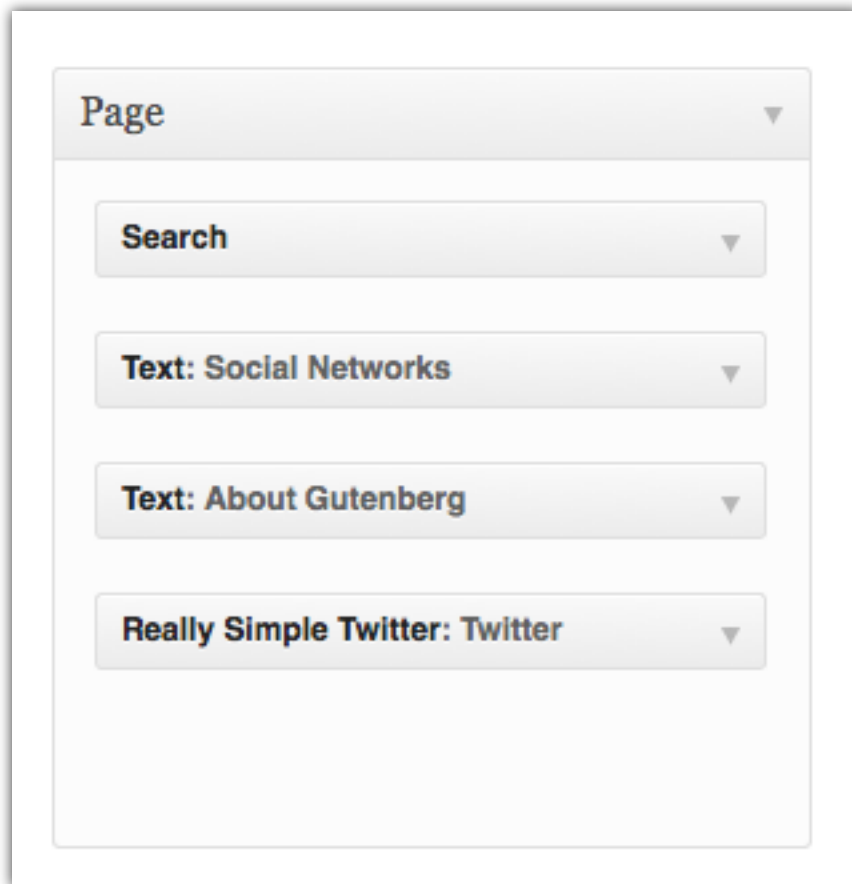 Page
Search
Text: Social Networks
Text: About Gutenberg
Really Simple Twitter: Twitter